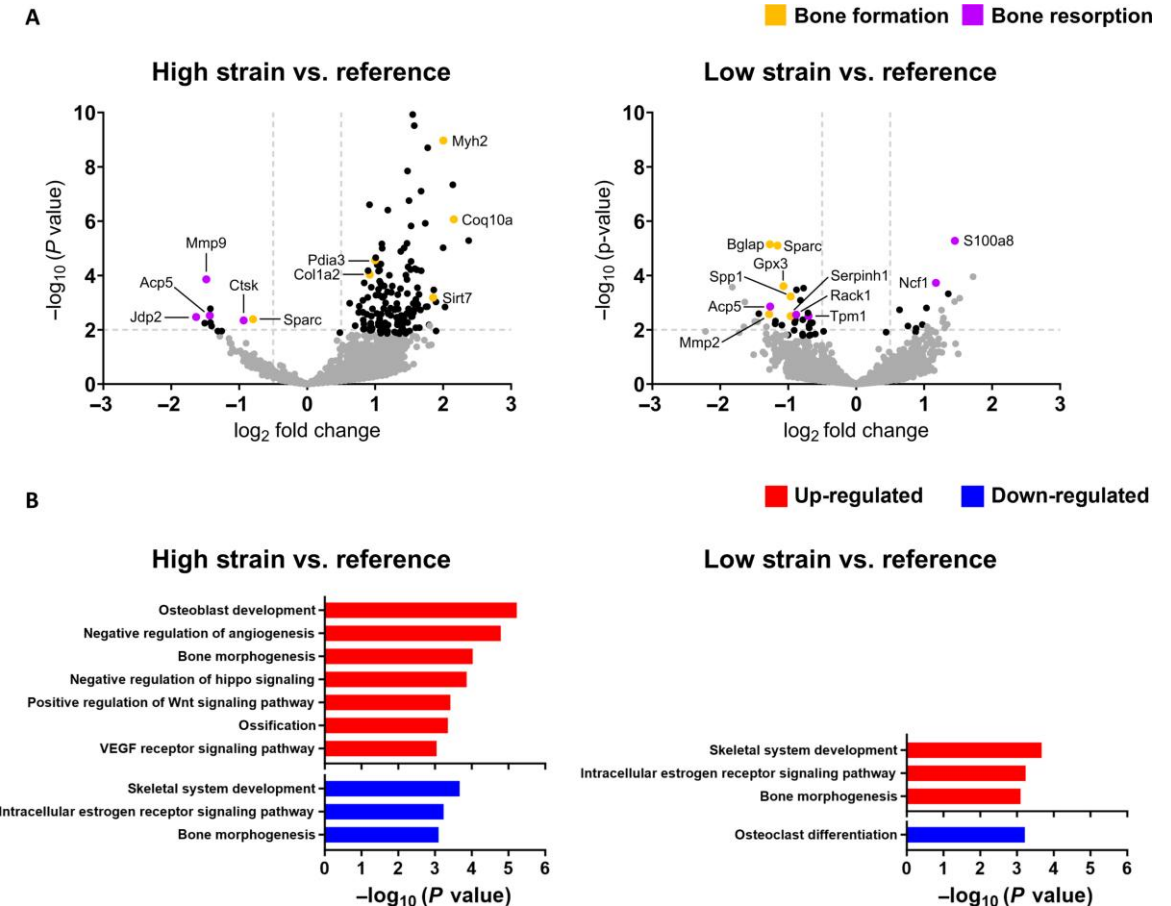 A
Bone formation Bone resorption
High strain vs. reference
−log10 (P value)
10
8
6
4
2
0
Myh2
Coq10a
Pdia3
Col1a2
Sirt7
Mmp9
Acp5
Ctsk
Jdp2
Sparc
−3 −2 −1 0 1 2 3
log2 fold change
Low strain vs. reference
−log10 (p-value)
10
8
6
4
2
0
Bglap Sparc
S100a8
Gpx3
Spp1
Serpinh1
Ncf1
Acp5
Rack1
Tpm1
Mmp2
−3 −2 −1 0 1 2 3
log2 fold change
B
Up-regulated Down-regulated
High strain vs. reference
Osteoblast development
Negative regulation of angiogenesis
Bone morphogenesis
Negative regulation of hippo signaling
Positive regulation of Wnt signaling pathway
Ossification
VEGF receptor signaling pathway
Skeletal system development
Intracellular estrogen receptor signaling pathway
Bone morphogenesis
0 1 2 3 4 5 6
−log10 (P value)
Low strain vs. reference
Skeletal system development
Intracellular estrogen receptor signaling pathway
Bone morphogenesis
Osteoclast differentiation
0 1 2 3 4 5 6
−log10 (P value)